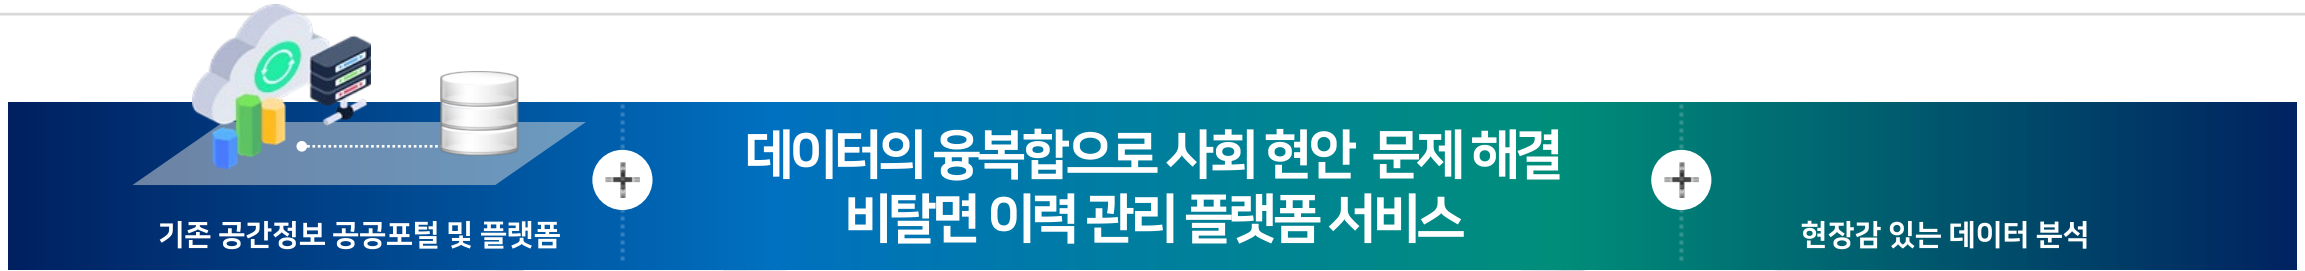 데이터의 융복합으로 사회 현안 문제 해결
비탈면 이력 관리 플랫폼 서비스
기존 공간정보 공공포털 및 플랫폼
현장감 있는 데이터 분석